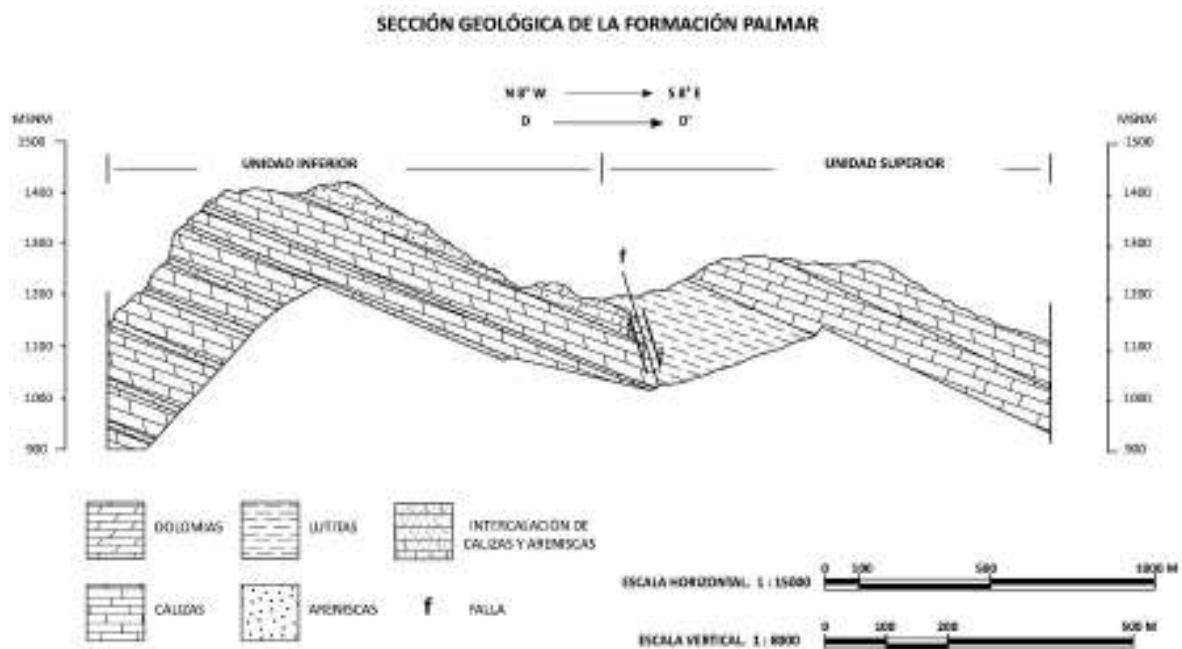 SECCIÓN GEOLÓGICA DE LA FORMACIÓN PALMAR
N 8° W S 8° E
D D'
MSNM MSNM
1500 1500
UNIDAD INFERIOR UNIDAD SUPERIOR
1400 1400
1300 1300
f
1200 1200
1100 1100
1000 1000
900 900
DOLOMIAS LUTITAS INTERCALACIÓN DE
CALIZAS Y ARENISCAS
CALIZAS ARENISCAS f FALLA
ESCALA HORIZONTAL. 1 : 15000 0 100 500 1000 M
ESCALA VERTICAL. 1 : 8000 0 100 200 500 M